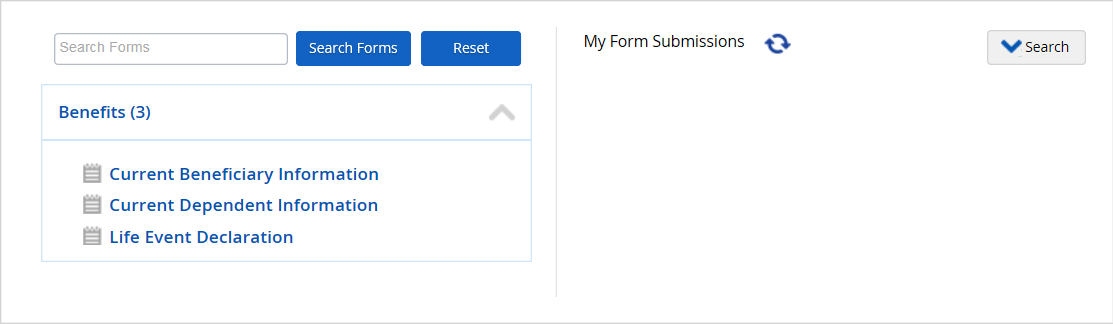 Search Forms
Search Forms
Reset
Benefits (3)
Current Beneficiary Information
Current Dependent Information
Life Event Declaration
My Form Submissions
Search